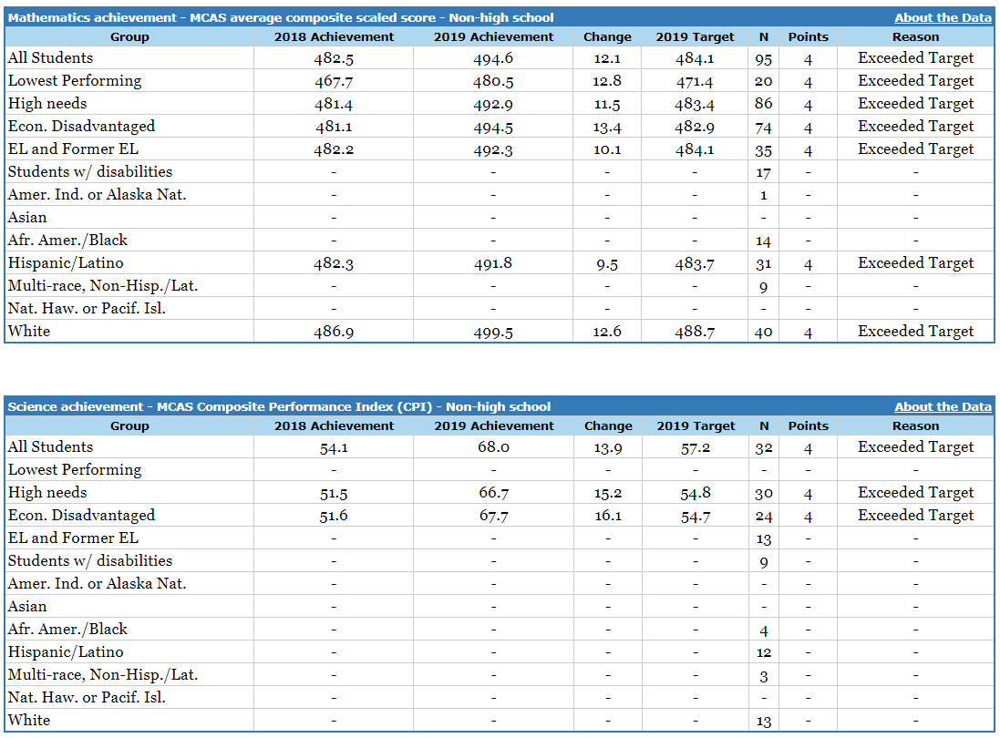 Mathematics achievement - MCAS average composite scaled score - Non-high school About the Data
Group 2018 Achievement 2019 Achievement Change 2019 Target N Points Reason
All Students 482.5 494.6 12.1 484.1 95 4 Exceeded Target
Lowest Performing 467.7 480.5 12.8 471.4 20 4 Exceeded Target
High needs 481.4 492.9 11.5 483.4 86 4 Exceeded Target
Econ. Disadvantaged 481.1 494.5 13.4 482.9 74 4 Exceeded Target
EL and Former EL 482.2 492.3 10.1 484.1 35 4 Exceeded Target
Students w/ disabilities - - - - 17 - -
Amer. Ind. or Alaska Nat. - - - - 1 - -
Asian - - - - - - -
Afr. Amer./Black - - - - 14 - -
Hispanic/Latino 482.3 491.8 9.5 483.7 31 4 Exceeded Target
Multi-race, Non-Hisp./Lat. - - - - 9 - -
Nat. Haw. or Pacif. Isl. - - - - - - -
White 486.9 499.5 12.6 488.7 40 4 Exceeded Target
Science achievement - MCAS Composite Performance Index (CPI) - Non-high school About the Data
Group 2018 Achievement 2019 Achievement Change 2019 Target N Points Reason
All Students 54.1 68.0 13.9 57.2 32 4 Exceeded Target
Lowest Performing - - - - - - -
High needs 51.5 66.7 15.2 54.8 30 4 Exceeded Target
Econ. Disadvantaged 51.6 67.7 16.1 54.7 24 4 Exceeded Target
EL and Former EL - - - - 13 - -
Students w/ disabilities - - - - 9 - -
Amer. Ind. or Alaska Nat. - - - - - - -
Asian - - - - - - -
Afr. Amer./Black - - - - 4 - -
Hispanic/Latino - - - - 12 - -
Multi-race, Non-Hisp./Lat. - - - - 3 - -
Nat. Haw. or Pacif. Isl. - - - - - - -
White - - - - 13 - -